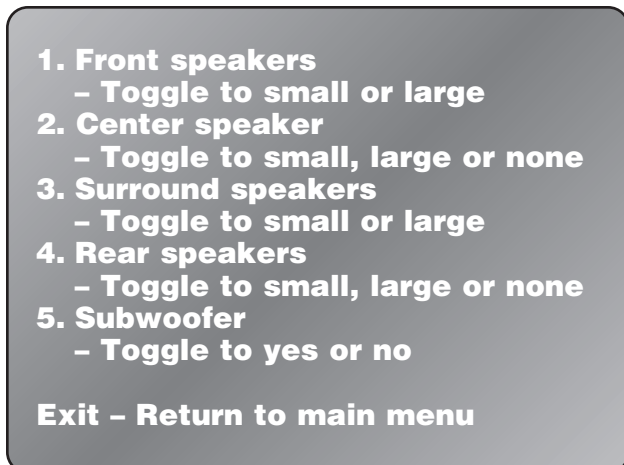 1. Front speakers
– Toggle to small or large
2. Center speaker
– Toggle to small, large or none
3. Surround speakers
– Toggle to small or large
4. Rear speakers
– Toggle to small, large or none
5. Subwoofer
– Toggle to yes or no
Exit – Return to main menu